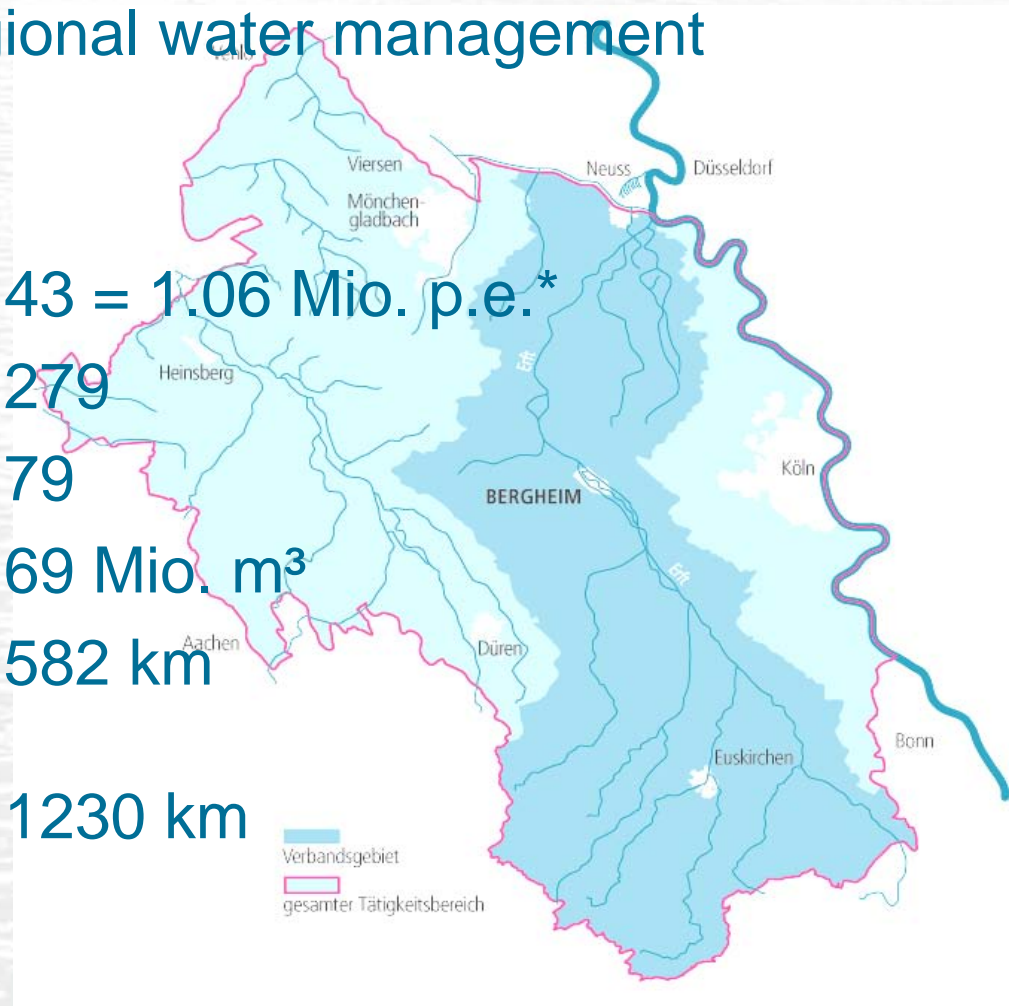 gional water management
Venlo
Viersen
Neuss
Düsseldorf
Mönchen-
gladbach
43 = 1.06 Mio. p.e.*
Erft
279
Heinsberg
79
Köln
BERGHEIM
69 Mio. m³
Erft
Aachen
Düren
582 km
Bonn
Euskirchen
1230 km
Verbandsgebiet
gesamter Tätigkeitsbereich